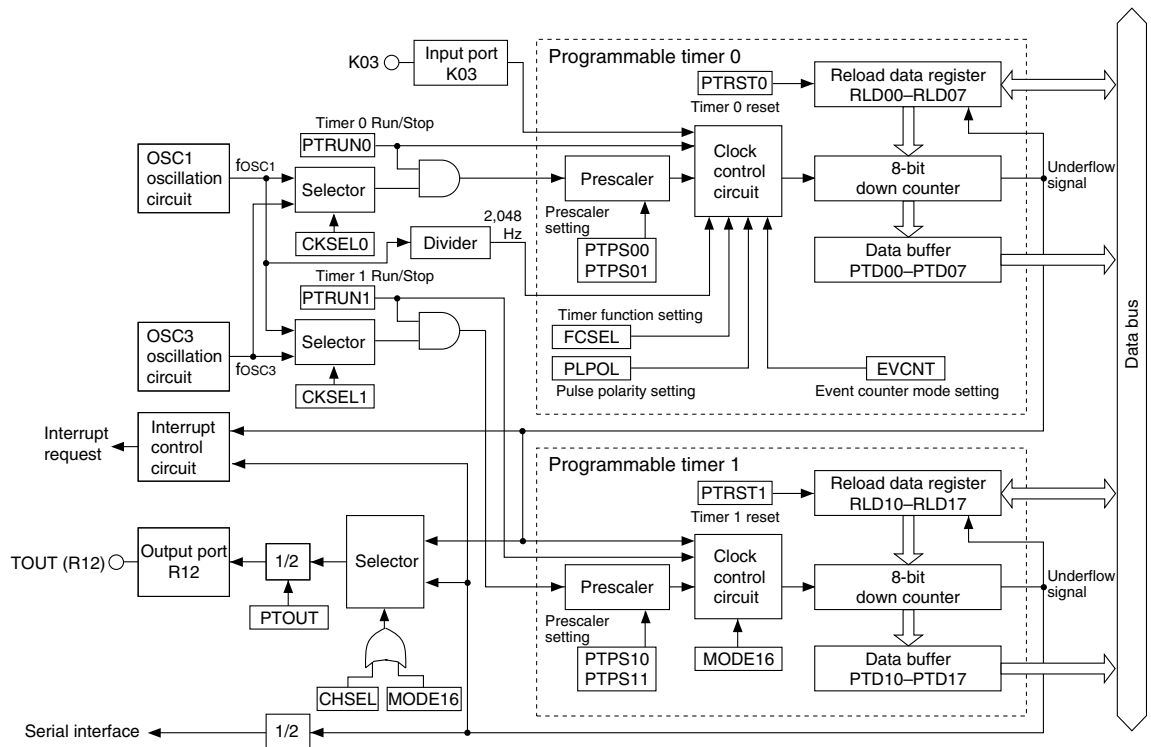 K03
Input port
K03
Programmable timer 0
PTRST0
Timer 0 reset
Reload data register
RLD00–RLD07
Timer 0 Run/Stop
PTRUN0
OSC1
oscillation
circuit
fOSC1
Selector
CKSEL0
Prescaler
Prescaler
setting
PTPS00
PTPS01
Clock
control
circuit
8-bit
down counter
Underflow
signal
Data buffer
PTD00–PTD07
Divider
2,048
Hz
Timer 1 Run/Stop
PTRUN1
OSC3
oscillation
circuit
fOSC3
Selector
CKSEL1
Timer function setting
FCSEL
PLPOL
Pulse polarity setting
EVCNT
Event counter mode setting
Data bus
Interrupt
request
Interrupt
control
circuit
Programmable timer 1
PTRST1
Timer 1 reset
Reload data register
RLD10–RLD17
TOUT (R12)
Output port
R12
1/2
PTOUT
Selector
CHSEL
MODE16
Prescaler
Prescaler
setting
PTPS10
PTPS11
Clock
control
circuit
MODE16
8-bit
down counter
Underflow
signal
Data buffer
PTD10–PTD17
Serial interface
1/2